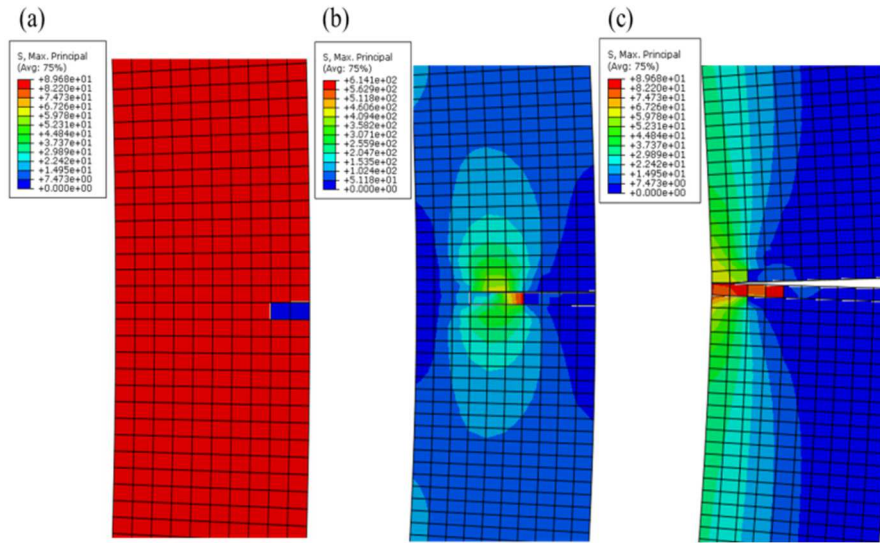 (a)
S, Max. Principal
(Avg: 75%)
+8.968e+01
+8.220e+01
+7.473e+01
+6.726e+01
+5.978e+01
+5.231e+01
+4.484e+01
+3.737e+01
+2.989e+01
+2.242e+01
+1.495e+01
+7.473e+00
+0.000e+00
(b)
S, Max. Principal
(Avg: 75%)
+6.141e+02
+5.629e+02
+5.118e+02
+4.606e+02
+4.094e+02
+3.582e+02
+3.071e+02
+2.559e+02
+2.047e+02
+1.535e+02
+1.024e+02
+5.118e+01
+0.000e+00
(c)
S, Max. Principal
(Avg: 75%)
+8.968e+01
+8.220e+01
+7.473e+01
+6.726e+01
+5.978e+01
+5.231e+01
+4.484e+01
+3.737e+01
+2.989e+01
+2.242e+01
+1.495e+01
+7.473e+00
+0.000e+00